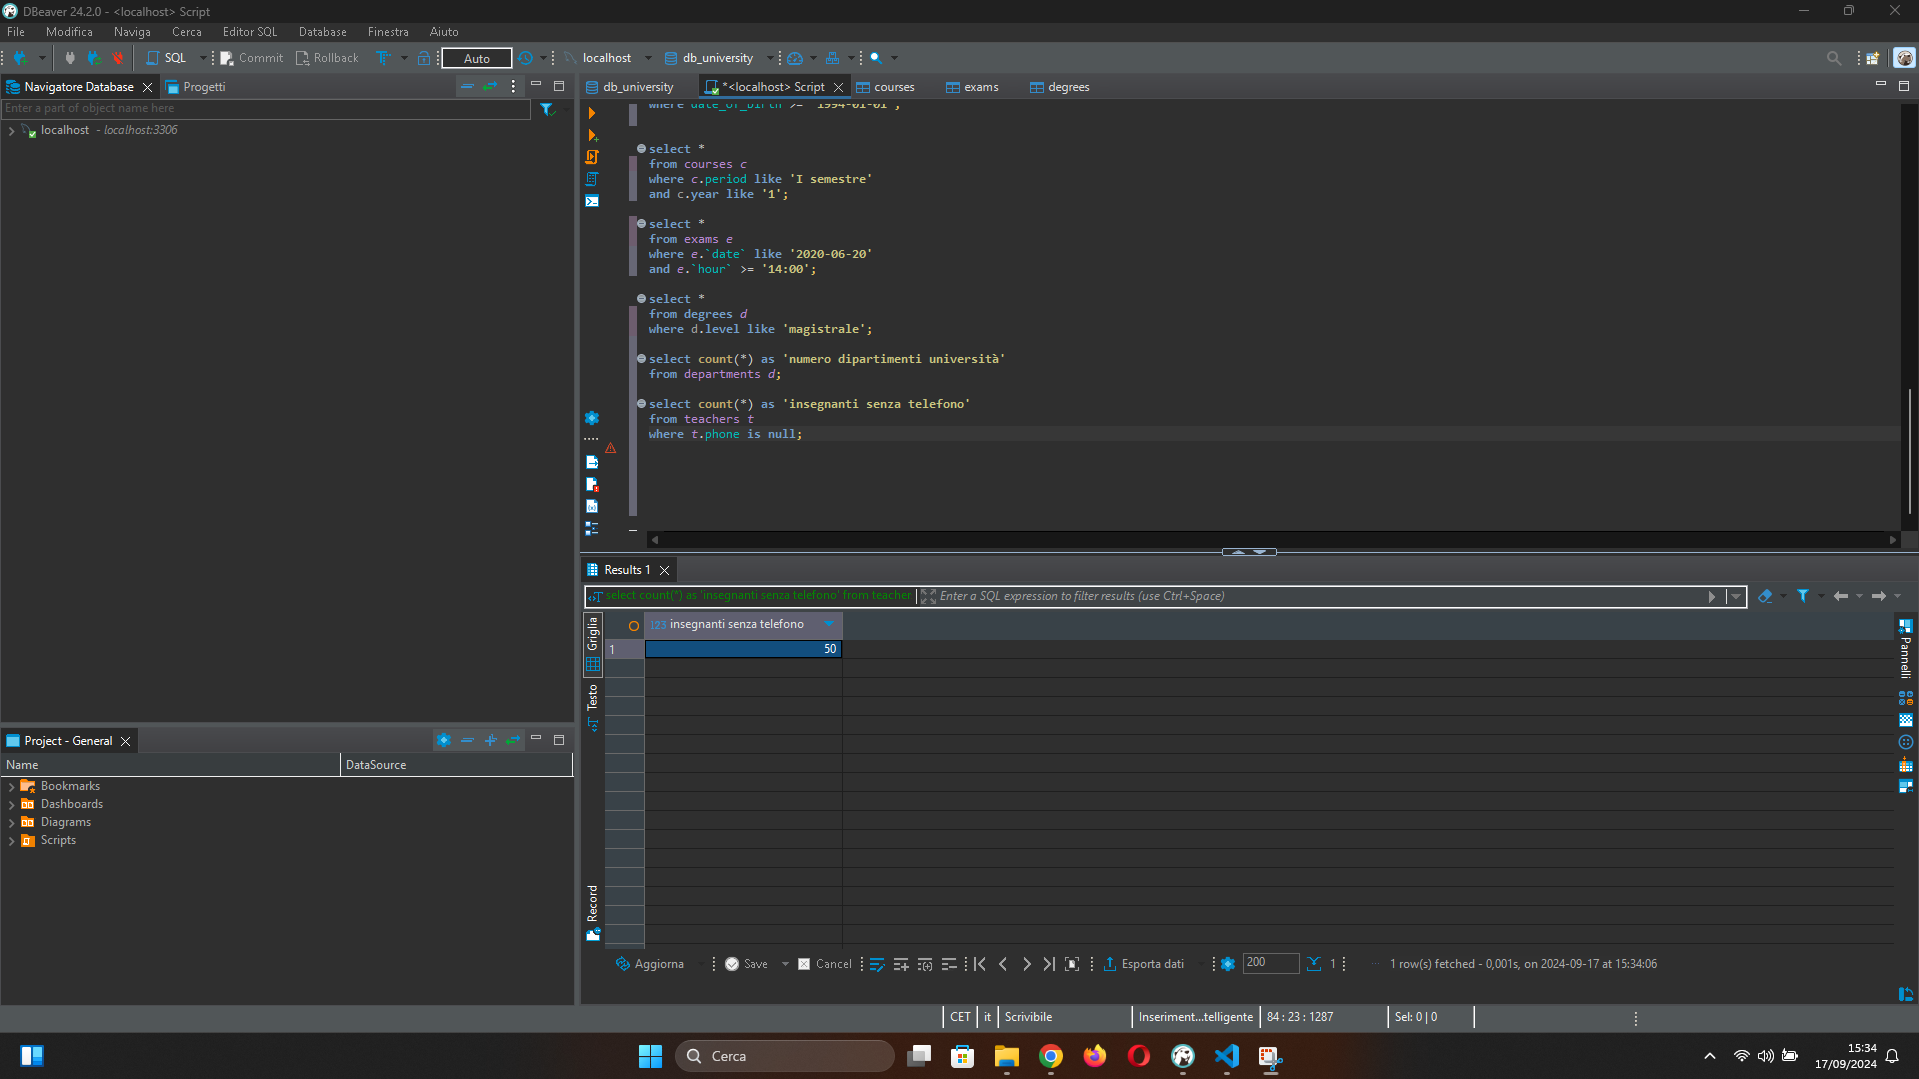 DBeaver 24.2.0 - <localhost> Script
File Modifica Naviga Cerca Editor SQL Database Finestra Aiuto
SQL Commit Rollback Auto localhost db_university
Navigatore Database Progetti
Enter a part of object name here
localhost - localhost:3306
db_university *<localhost> Script courses exams degrees
where date_of_birth >= '1994-01-01';
select *
from courses c
where c.period like 'I semestre'
and c.year like '1';
select *
from exams e
where e.`date` like '2020-06-20'
and e.`hour` >= '14:00';
select *
from degrees d
where d.level like 'magistrale';
select count(*) as 'numero dipartimenti università'
from departments d;
select count(*) as 'insegnanti senza telefono'
from teachers t
where t.phone is null;
Results 1
select count(*) as 'insegnanti senza telefono' from teacher Enter a SQL expression to filter results (use Ctrl+Space)
Griglia
Testo
Record
123 insegnanti senza telefono
1 50
Pannelli
Project - General
Name DataSource
Bookmarks
Dashboards
Diagrams
Scripts
Aggiorna Save Cancel Esporta dati 200 1 1 row(s) fetched - 0,001s, on 2024-09-17 at 15:34:06
CET it Scrivibile Inseriment...telligente 84 : 23 : 1287 Sel: 0 | 0
Cerca
15:34
17/09/2024